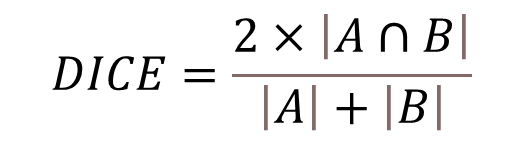 DICE = 2 × |A ∩ B| / |A| + |B|